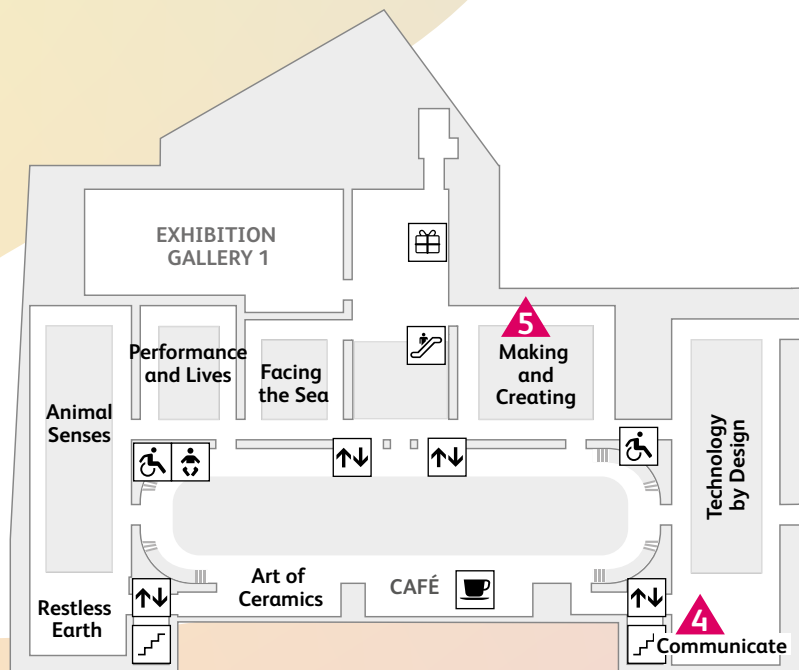 EXHIBITION
GALLERY 1
5
Performance
and Lives
Facing
the Sea
Making
and
Creating
Animal
Senses
Technology
by Design
Art of
Ceramics
CAFÉ
Restless
Earth
4
Communicate